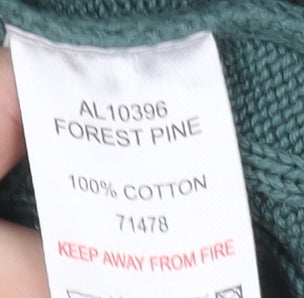 AL10396
FOREST PINE
100% COTTON
71478
KEEP AWAY FROM FIRE